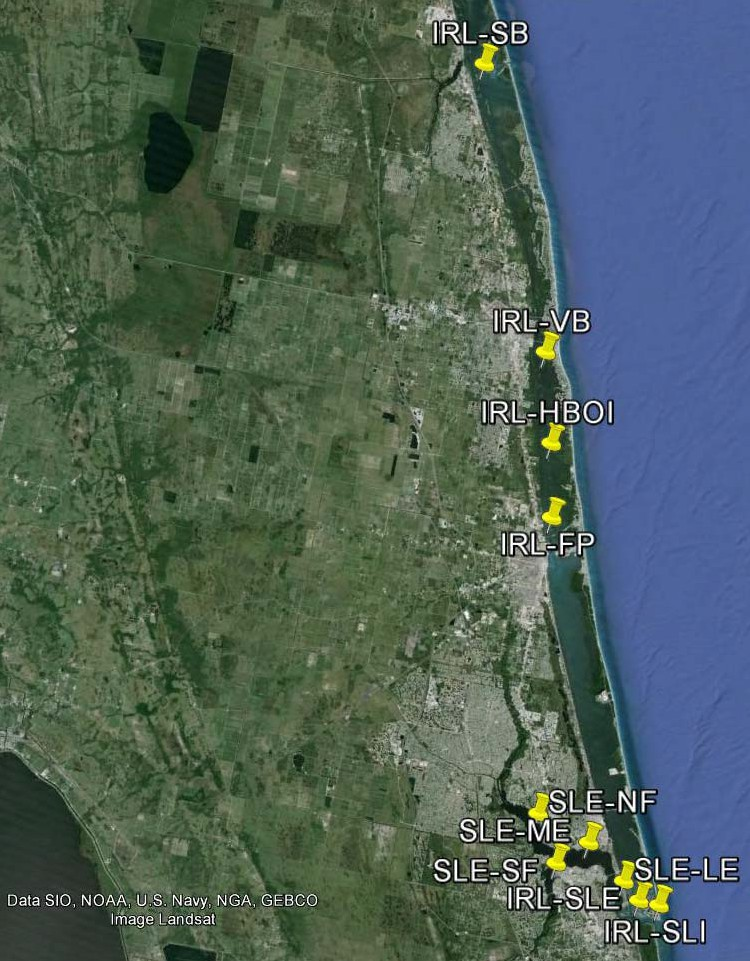 IRL-SB
IRL-VB
IRL-HBOI
IRL-FP
SLE-NF
SLE-ME
SLE-SF
SLE-LE
IRL-SLE
IRL-SLI
Data SIO, NOAA, U.S. Navy, NGA, GEBCO
Image Landsat